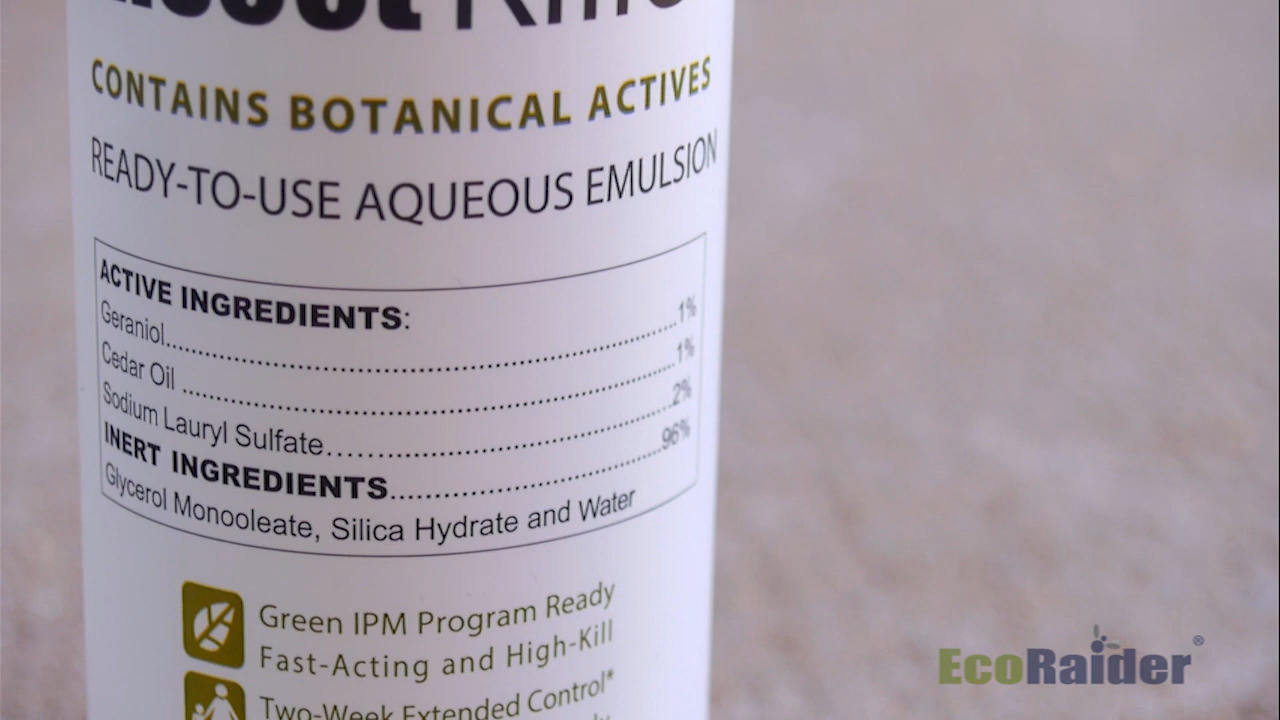 CONTAINS BOTANICAL ACTIVES
READY-TO-USE AQUEOUS EMULSION
ACTIVE INGREDIENTS:
Geraniol..........1%
Cedar Oil ..........1%
Sodium Lauryl Sulfate..........2%
INERT INGREDIENTS..........96%
Glycerol Monooleate, Silica Hydrate and Water
Green IPM Program Ready
Fast-Acting and High-Kill
Two-Week Extended Control*
EcoRaider®